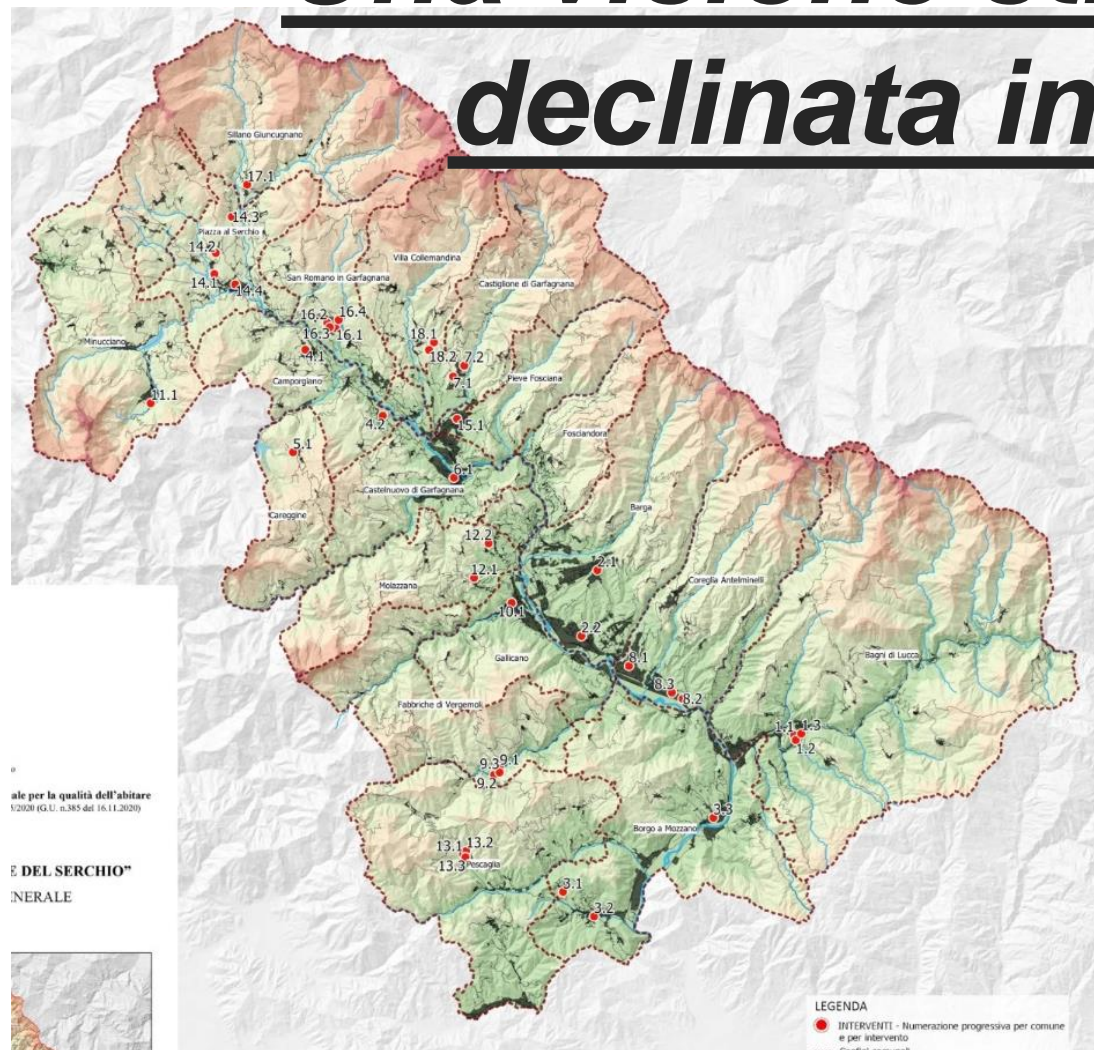 declinata in
Sillano Giuncugnano
17.1
14.3
Piazza al Serchio
14.2
14.1
14.4
Villa Collemandina
San Romano in Garfagnana
Castiglione di Garfagnana
16.2
16.4
16.3
16.1
4.1
Minucciano
18.1
18.2
7.2
7.1
Pieve Fosciana
Camporgiano
11.1
4.2
15.1
Fosciandora
5.1
6.1
Castelnuovo di Garfagnana
Careggine
Barga
12.2
12.1
2.1
Molazzana
Coreglia Antelminelli
10.1
2.2
Gallicano
8.1
Bagni di Lucca
8.3
8.2
Fabbriche di Vergemoli
1.1
1.3
1.2
9.3
9.1
9.2
3.3
Borgo a Mozzano
13.1
13.2
13.3
Pescaglia
3.1
3.2
ale per la qualità dell'abitare
5/2020 (G.U. n.385 del 16.11.2020)
E DEL SERCHIO”
NERALE
LEGENDA
INTERVENTI - Numerazione progressiva per comune
e per intervento